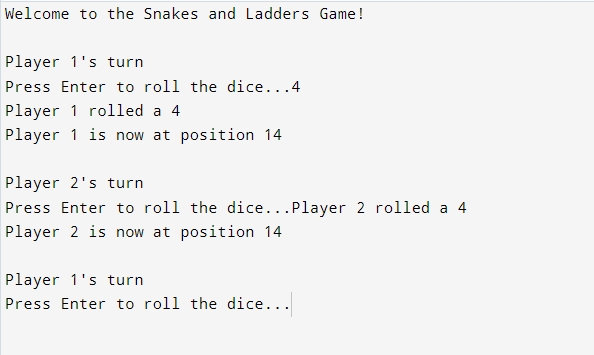 Welcome to the Snakes and Ladders Game!
Player 1's turn
Press Enter to roll the dice...4
Player 1 rolled a 4
Player 1 is now at position 14
Player 2's turn
Press Enter to roll the dice...Player 2 rolled a 4
Player 2 is now at position 14
Player 1's turn
Press Enter to roll the dice...